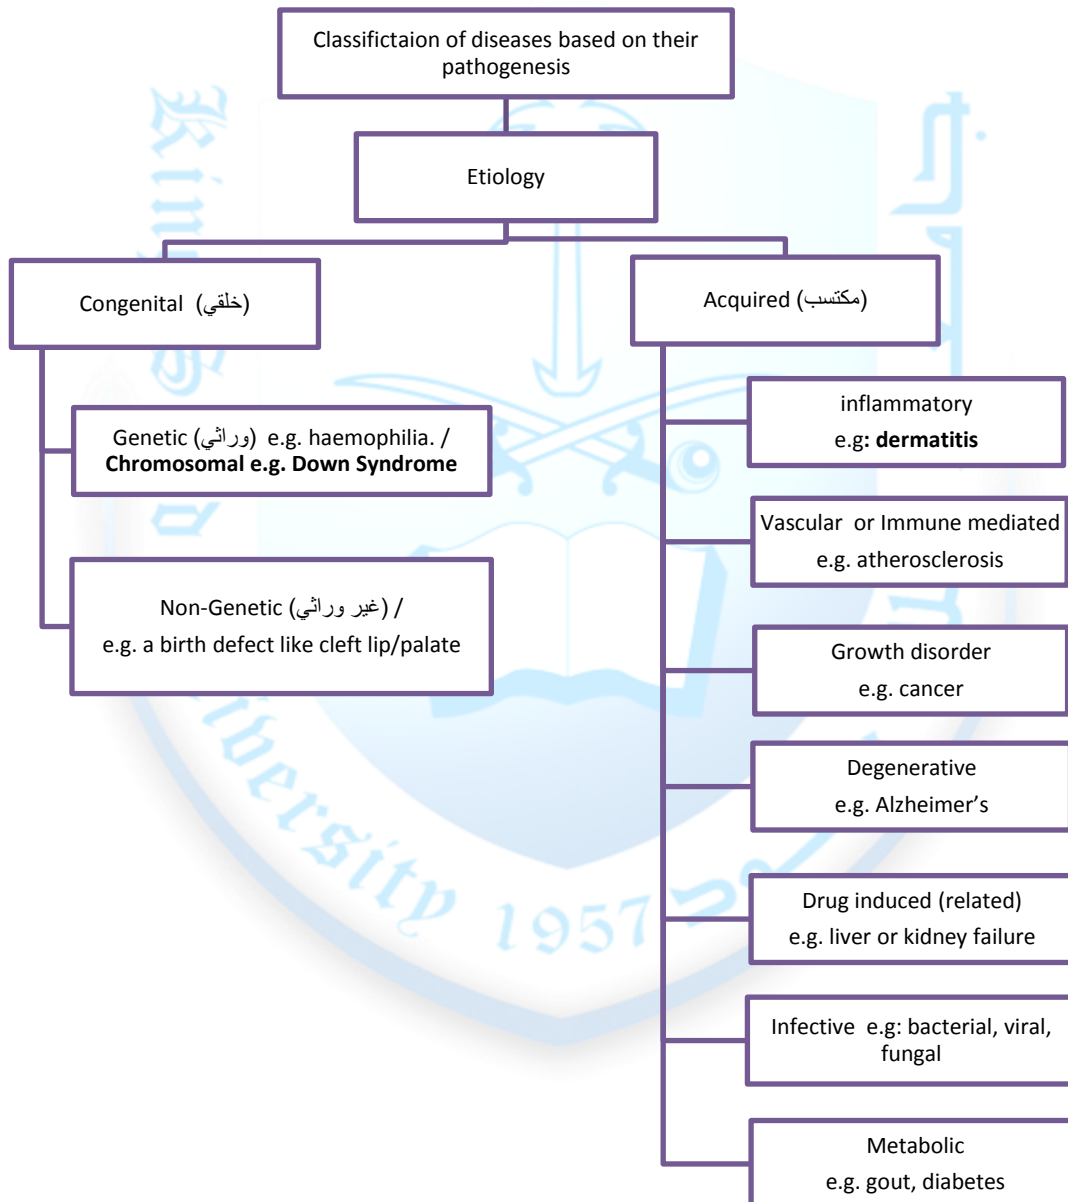 Classifictaion of diseases based on their
pathogenesis
Etiology
Congenital (خلقي)
Acquired (مكتسب)
Genetic (وراثي) e.g. haemophilia. /
Chromosomal e.g. Down Syndrome
Non-Genetic (غير وراثي) /
e.g. a birth defect like cleft lip/palate
inflammatory
e.g: dermatitis
Vascular or Immune mediated
e.g. atherosclerosis
Growth disorder
e.g. cancer
Degenerative
e.g. Alzheimer’s
Drug induced (related)
e.g. liver or kidney failure
Infective e.g: bacterial, viral,
fungal
Metabolic
e.g. gout, diabetes
1957